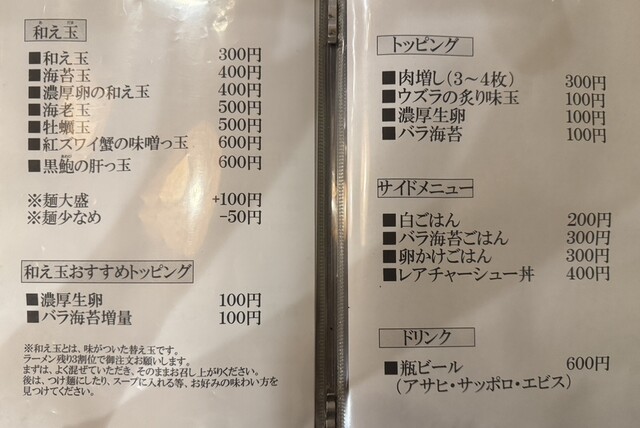 和え玉
■和え玉 300円
■海苔玉 400円
■濃厚卵の和え玉 400円
■海老玉 500円
■牡蠣玉 500円
■紅ズワイ蟹の味噌っ玉 600円
■黒鮑の肝っ玉 600円
※麺大盛 +100円
※麺少なめ -50円
和え玉おすすめトッピング
■濃厚生卵 100円
■バラ海苔増量 100円
※和え玉とは、味がついた替え玉です。
ラーメン残り3割位で御注文お願いします。
まずは、よく混ぜていただき、そのままお召し上がりください。
後は、つけ麺にしたり、スープに入れる等、お好みの味わい方を
見つけてください。
トッピング
■肉増し(3〜4枚) 300円
■ウズラの炙り味玉 100円
■濃厚生卵 100円
■バラ海苔 100円
サイドメニュー
■白ごはん 200円
■バラ海苔ごはん 300円
■卵かけごはん 300円
■レアチャーシュー丼 400円
ドリンク
■瓶ビール 600円
(アサヒ・サッポロ・エビス)